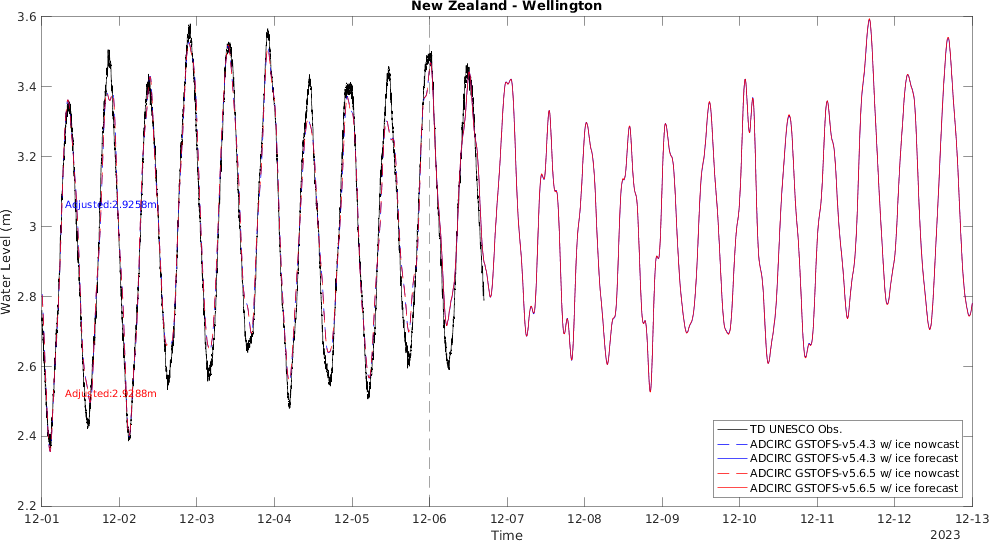 New Zealand - Wellington
3.6
3.4
3.2
3
2.8
2.6
2.4
2.2
Water Level (m)
Adjusted:2.9258m
Adjusted:2.9288m
TD UNESCO Obs.
ADCIRC GSTOFS-v5.4.3 w/ ice nowcast
ADCIRC GSTOFS-v5.4.3 w/ ice forecast
ADCIRC GSTOFS-v5.6.5 w/ ice nowcast
ADCIRC GSTOFS-v5.6.5 w/ ice forecast
12-01 12-02 12-03 12-04 12-05 12-06 12-07 12-08 12-09 12-10 12-11 12-12 12-13
Time
2023